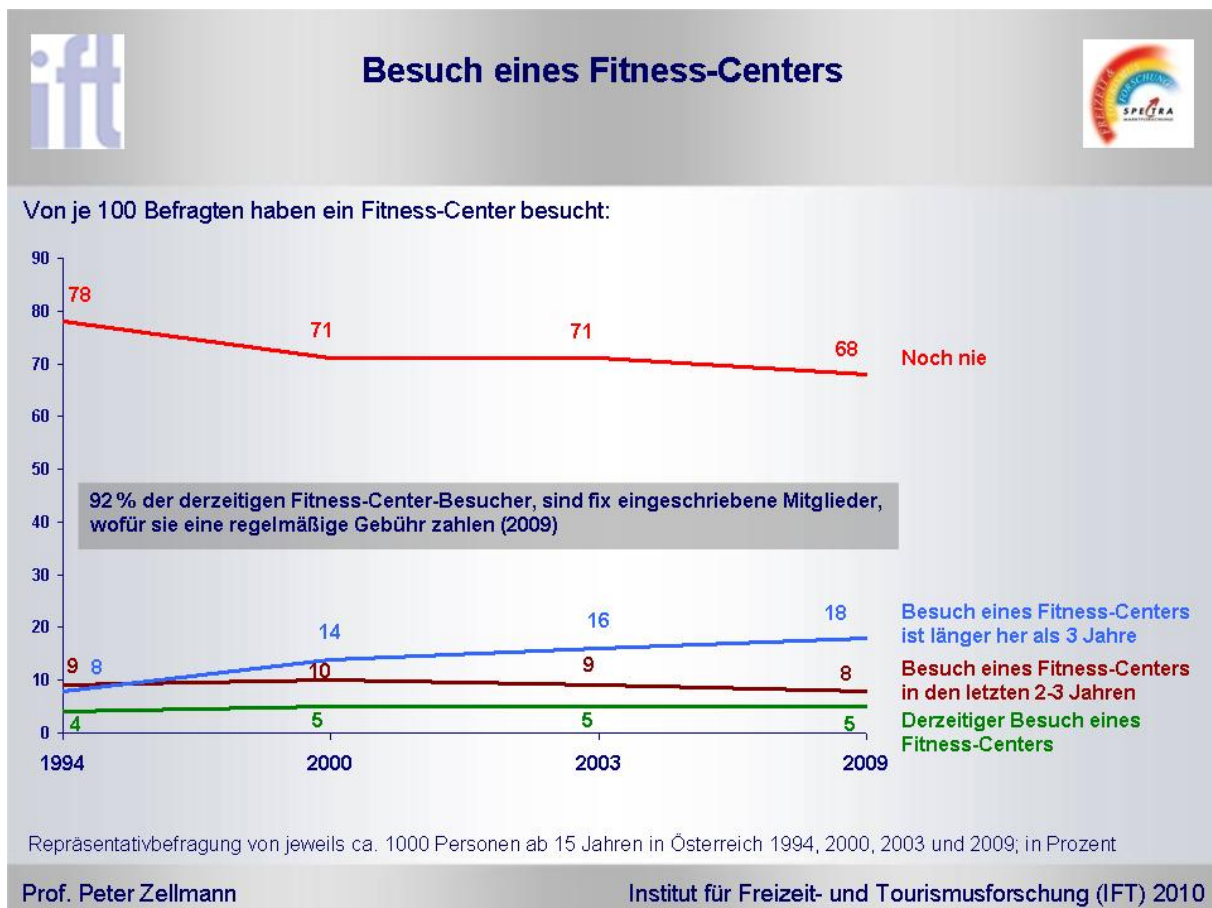 ift
Besuch eines Fitness-Centers
FREIZEIT &
FORSCHUNG
SPECTRA
MARKTFORSCHUNG
Von je 100 Befragten haben ein Fitness-Center besucht:
90
80
70
60
50
40
30
20
10
0
78
71
71
68
Noch nie
92 % der derzeitigen Fitness-Center-Besucher, sind fix eingeschriebene Mitglieder,
wofür sie eine regelmäßige Gebühr zahlen (2009)
8
14
16
18
Besuch eines Fitness-Centers
ist länger her als 3 Jahre
9
10
9
8
Besuch eines Fitness-Centers
in den letzten 2-3 Jahren
4
5
5
5
Derzeitiger Besuch eines
Fitness-Centers
1994
2000
2003
2009
Repräsentativbefragung von jeweils ca. 1000 Personen ab 15 Jahren in Österreich 1994, 2000, 2003 und 2009; in Prozent
Prof. Peter Zellmann
Institut für Freizeit- und Tourismusforschung (IFT) 2010